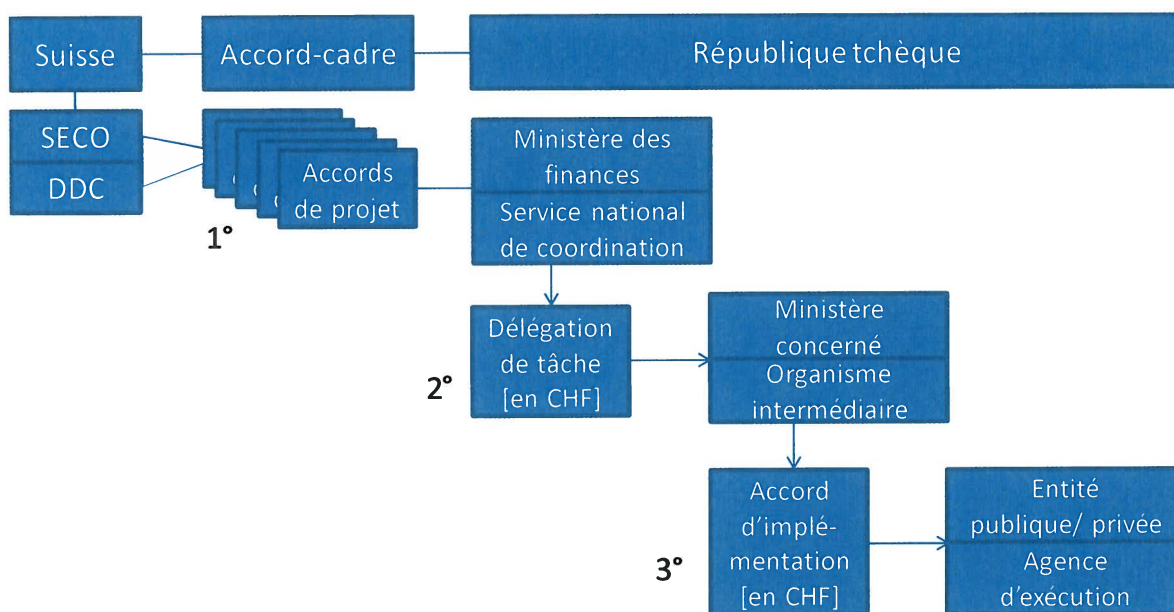 Suisse
Accord-cadre
République tchèque
SECO
DDC
Accords
de projet
1°
Ministère des
finances
Service national
de coordination
Délégation
de tâche
[en CHF]
2°
Ministère
concerné
Organisme
intermédiaire
Accord
d'implé-
mentation
[en CHF]
3°
Entité
publique/ privée
Agence
d'exécution